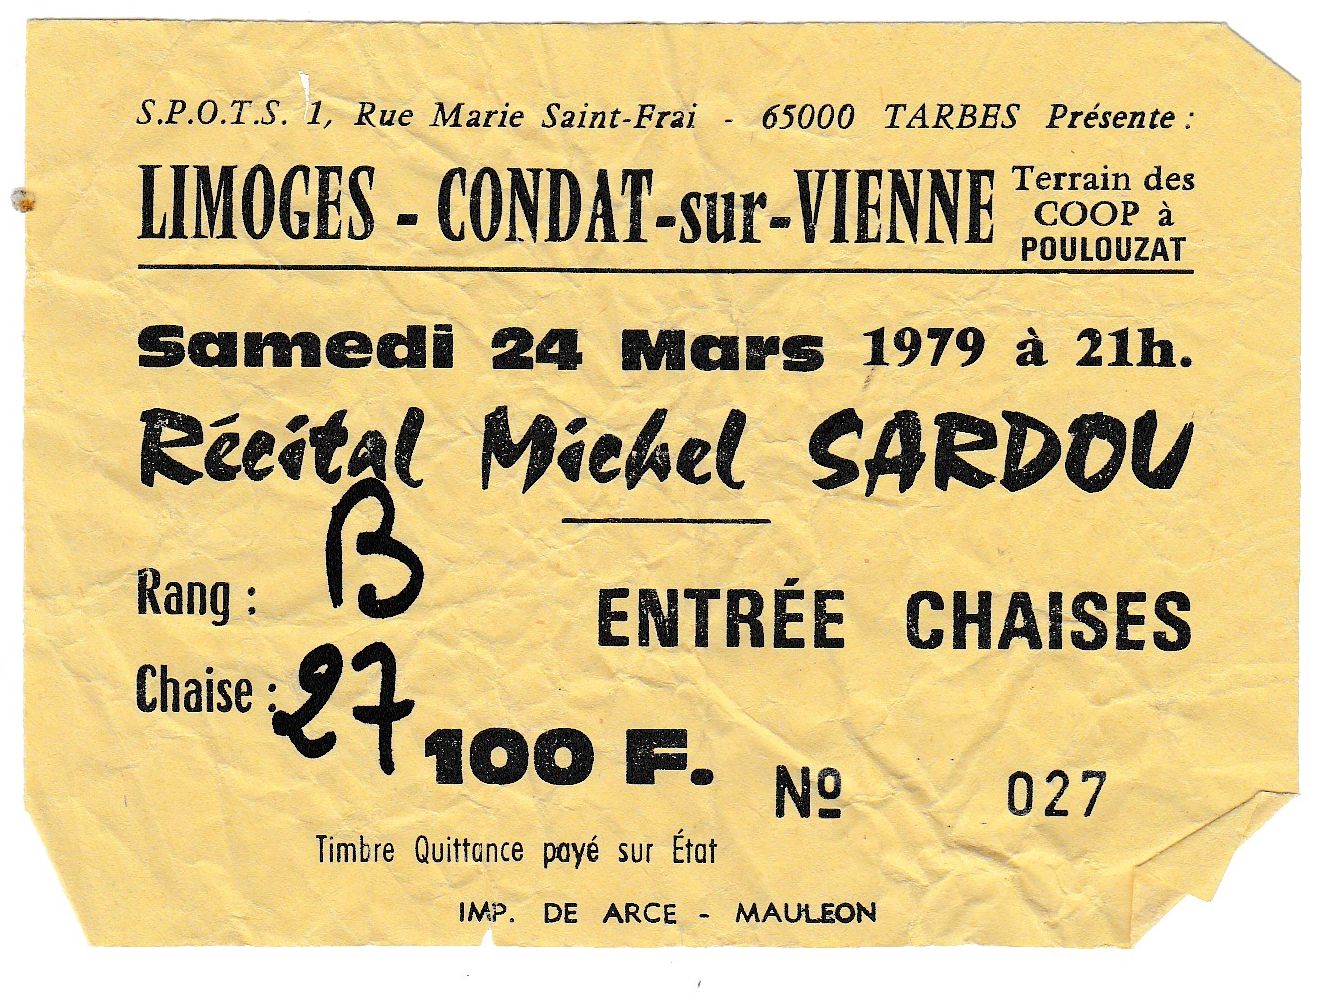 S.P.O.T.S. 1, Rue Marie Saint-Frai - 65000 TARBES Présente :
LIMOGES - CONDAT-sur-VIENNE
Terrain des
COOP à
POULOUZAT
Samedi 24 Mars 1979 à 21h.
Récital Michel SARDOU
Rang : B
ENTRÉE CHAISES
Chaise : 27
100 F.
Nº 027
Timbre Quittance payé sur État
IMP. DE ARCE - MAULEON